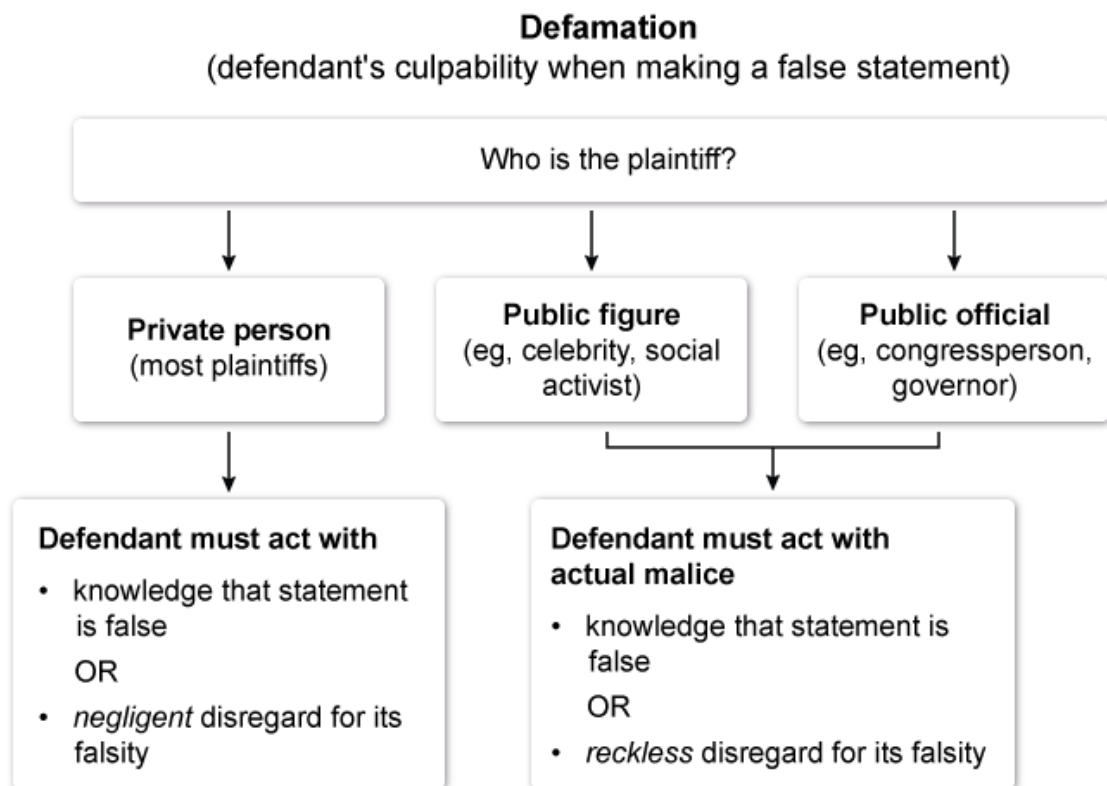 Defamation
(defendant's culpability when making a false statement)
Who is the plaintiff?
Private person
(most plaintiffs)
Public figure
(eg, celebrity, social
activist)
Public official
(eg, congressperson,
governor)
Defendant must act with
• knowledge that statement
is false
OR
• negligent disregard for its
falsity
Defendant must act with
actual malice
• knowledge that statement is
false
OR
• reckless disregard for its falsity